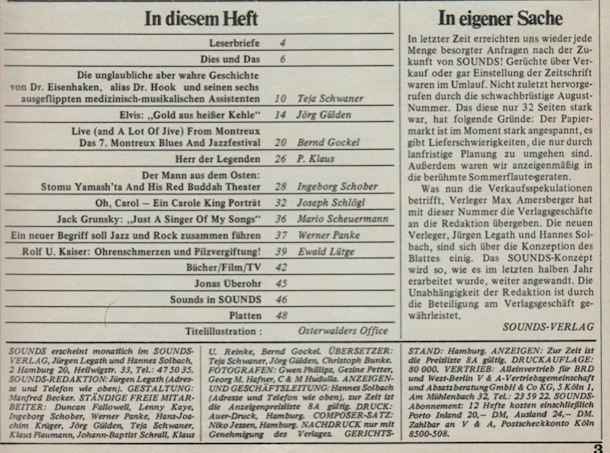 In diesem Heft
Leserbriefe 4
Dies und Das 6
Die unglaubliche aber wahre Geschichte
von Dr. Eisenhaken, alias Dr. Hook und seinen sechs
ausgeflippten medizinisch-musikalischen Assistenten 10 Teja Schwaner
Elvis: „Gold aus heißer Kehle“ 14 Jörg Gülden
Live (and A Lot Of Jive) From Montreux
Das 7. Montreux Blues And Jazzfestival 20 Bernd Gockel
Herr der Legenden 26 P. Klaus
Der Mann aus dem Osten:
Stomu Yamash'ta And His Red Buddah Theater 28 Ingeborg Schober
Oh, Carol – Ein Carole King Porträt 32 Joseph Schlögl
Jack Grunsky: „Just A Singer Of My Songs“ 36 Mario Scheuermann
Ein neuer Begriff soll Jazz und Rock zusammen führen 37 Werner Panke
Rolf U. Kaiser: Ohrenschmerzen und Pilzvergiftung! 39 Ewald Lütge
Bücher/Film/TV 42
Jonas Überohr 45
Sounds in SOUNDS 46
Platten 48
Titelillustration : Osterwalders Office
In eigener Sache
In letzter Zeit erreichten uns wieder jede
Menge besorgter Anfragen nach der Zu-
kunft von SOUNDS! Gerüchte über Ver-
kauf oder gar Einstellung der Zeitschrift
waren im Umlauf. Nicht zuletzt hervorge-
rufen durch die schwachbrüstige August-
Nummer. Das diese nur 32 Seiten stark
war, hat folgende Gründe: Der Papier-
markt ist im Moment stark angespannt, es
gibt Lieferschwierigkeiten, die nur durch
lanfristige Planung zu umgehen sind.
Außerdem waren wir anzeigenmäßig in
die berühmte Sommerflaute geraten.
Was nun die Verkaufsspekulationen
betrifft, Verleger Max Amersberger hat
mit dieser Nummer die Verlagsgeschäfte
an die Redaktion übergeben. Die neuen
Verleger, Jürgen Legath und Hannes Sol-
bach, sind sich über die Konzeption des
Blattes einig. Das SOUNDS-Konzept
wird so, wie es im letzten halben Jahr
erarbeitet wurde, weiter angewandt. Die
Unabhängigkeit der Redaktion ist durch
die Beteiligung am Verlagsgeschäft ge-
währleistet.
SOUNDS-VERLAG
SOUNDS erscheint monatlich im SOUNDS-
VERLAG, Jürgen Legath und Hannes Solbach,
2 Hamburg 20, Heilwigstr. 33, Tel.: 47 50 35.
SOUNDS-REDAKTION: Jürgen Legath (Adres-
se und Telefon wie oben). GESTALTUNG:
Manfred Becker. STÄNDIGE FREIE MITAR-
BEITER: Duncan Fallowell, Lenny Kaye,
Ingeborg Schober, Werner Panke, Hans-Joa-
chim Krüger, Jörg Gülden, Teja Schwaner,
Klaus Plaumann, Johann-Baptist Schrall, Klaus
U. Reinke, Bernd Gockel. ÜBERSETZER:
Teja Schwaner, Jörg Gülden, Christoph Bunke.
FOTOGRAFEN: Gwen Phillips, Gesine Petter,
Georg M. Hafner, C & M Hudulla. ANZEIGEN-
UND GESCHÄFTSLEITUNG: Hannes Solbach
(Adresse und Telefon wie oben), zur Zeit ist
die Anzeigenpreisliste 8A gültig. DRUCK:
Auer-Druck, Hamburg. COMPOSER-SATZ:
Niko Jessen, Hamburg. NACHDRUCK nur mit
Genehmigung des Verlages. GERICHTS-
STAND: Hamburg. ANZEIGEN: Zur Zeit ist
die Preisliste 8A gültig. DRUCKAUFLAGE:
80 000. VERTRIEB: Alleinvertrieb für BRD
und West-Berlin V & A-Vertriebsgemeinschaft
und Absatzberatung GmbH & Co KG, 5 Köln 1,
Am Mühlenbach 32, Tel.: 23 59 22. SOUNDS-
Abonnement: 12 Hefte kosten einschließlich
Porto Inland 20,– DM, Ausland 24,– DM.
Zahlbar an V & A, Postscheckkonto Köln
8500-508.
3